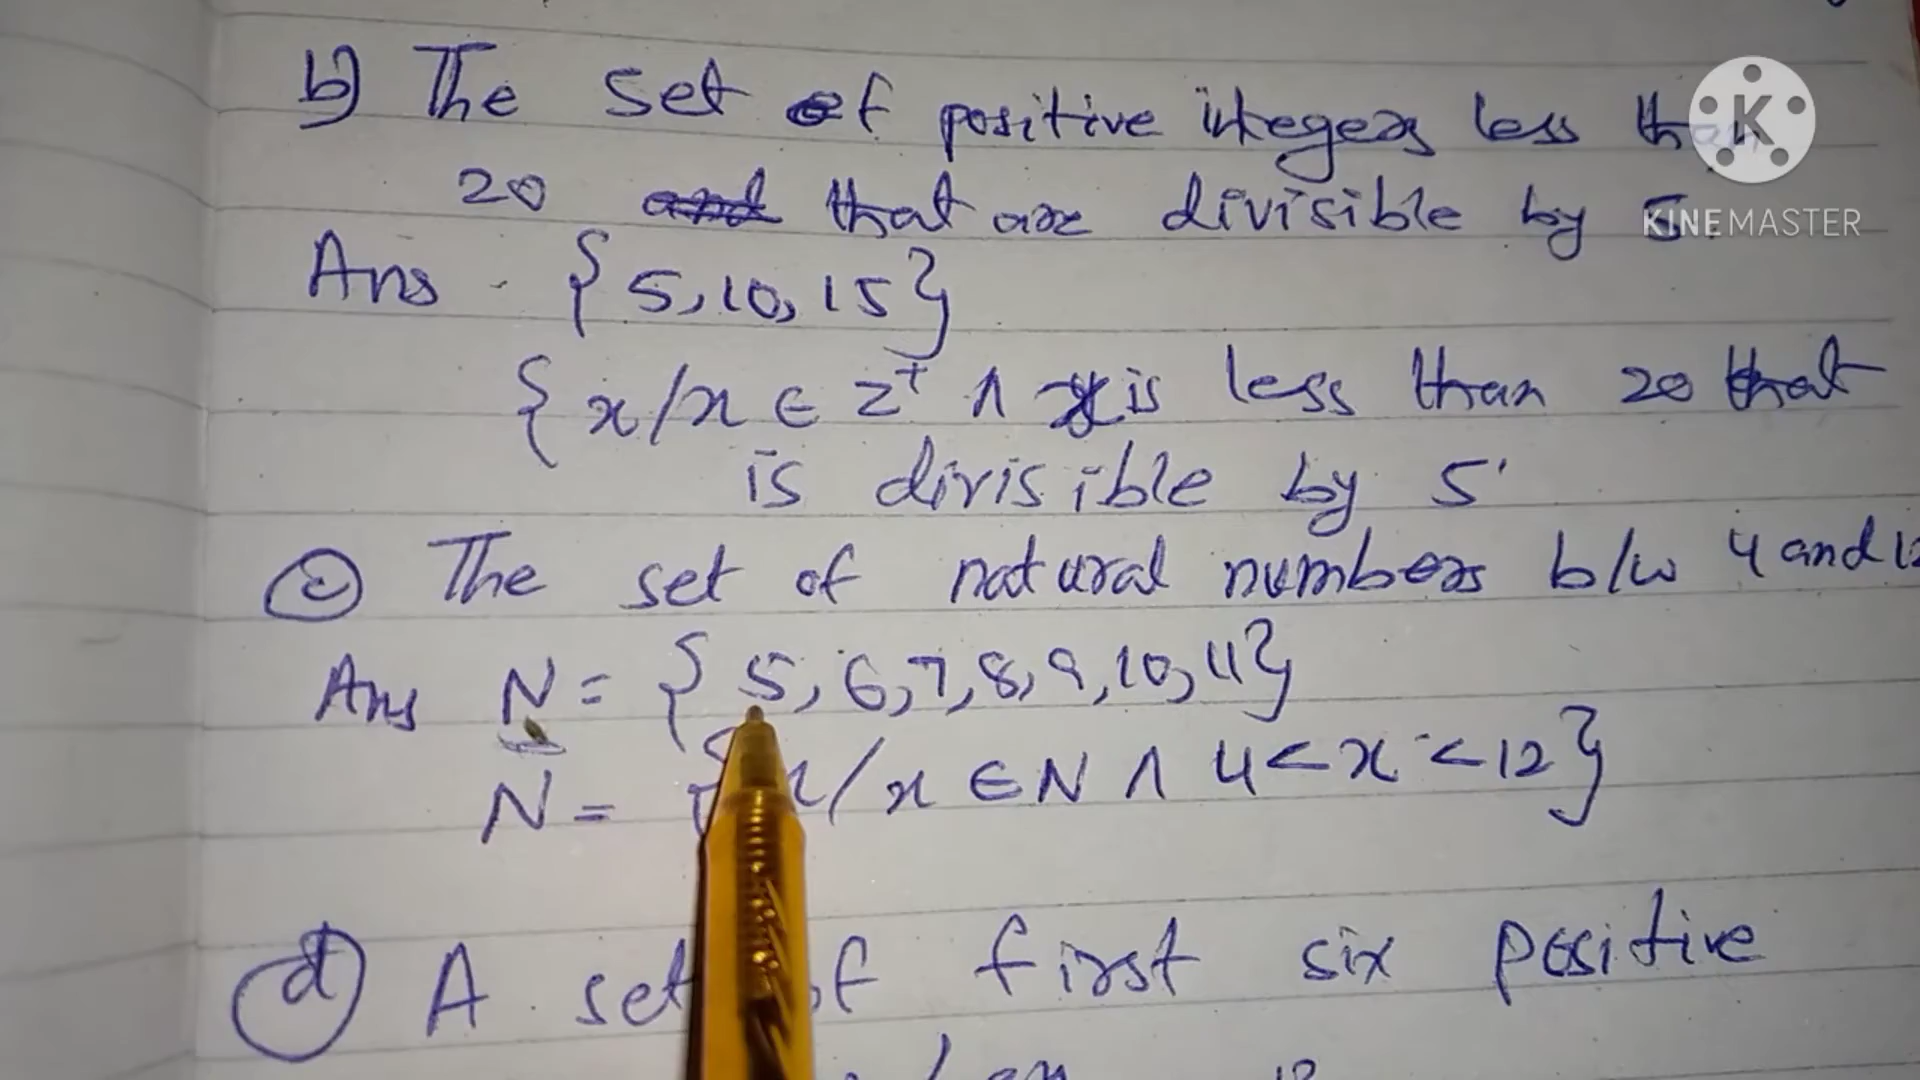 b) The set of positive integers less than
20 and that are divisible by 5.
Ans - {5,10,15}
{x/x ∈ Z⁺ ∧ x is less than 20 that
is divisible by 5
c The set of natural numbers b/w 4 and 12
Ans N = {5,6,7,8,9,10,11}
N = {x/x ∈ N ∧ 4<x<12}
d A set of first six positive
K
KINEMASTER